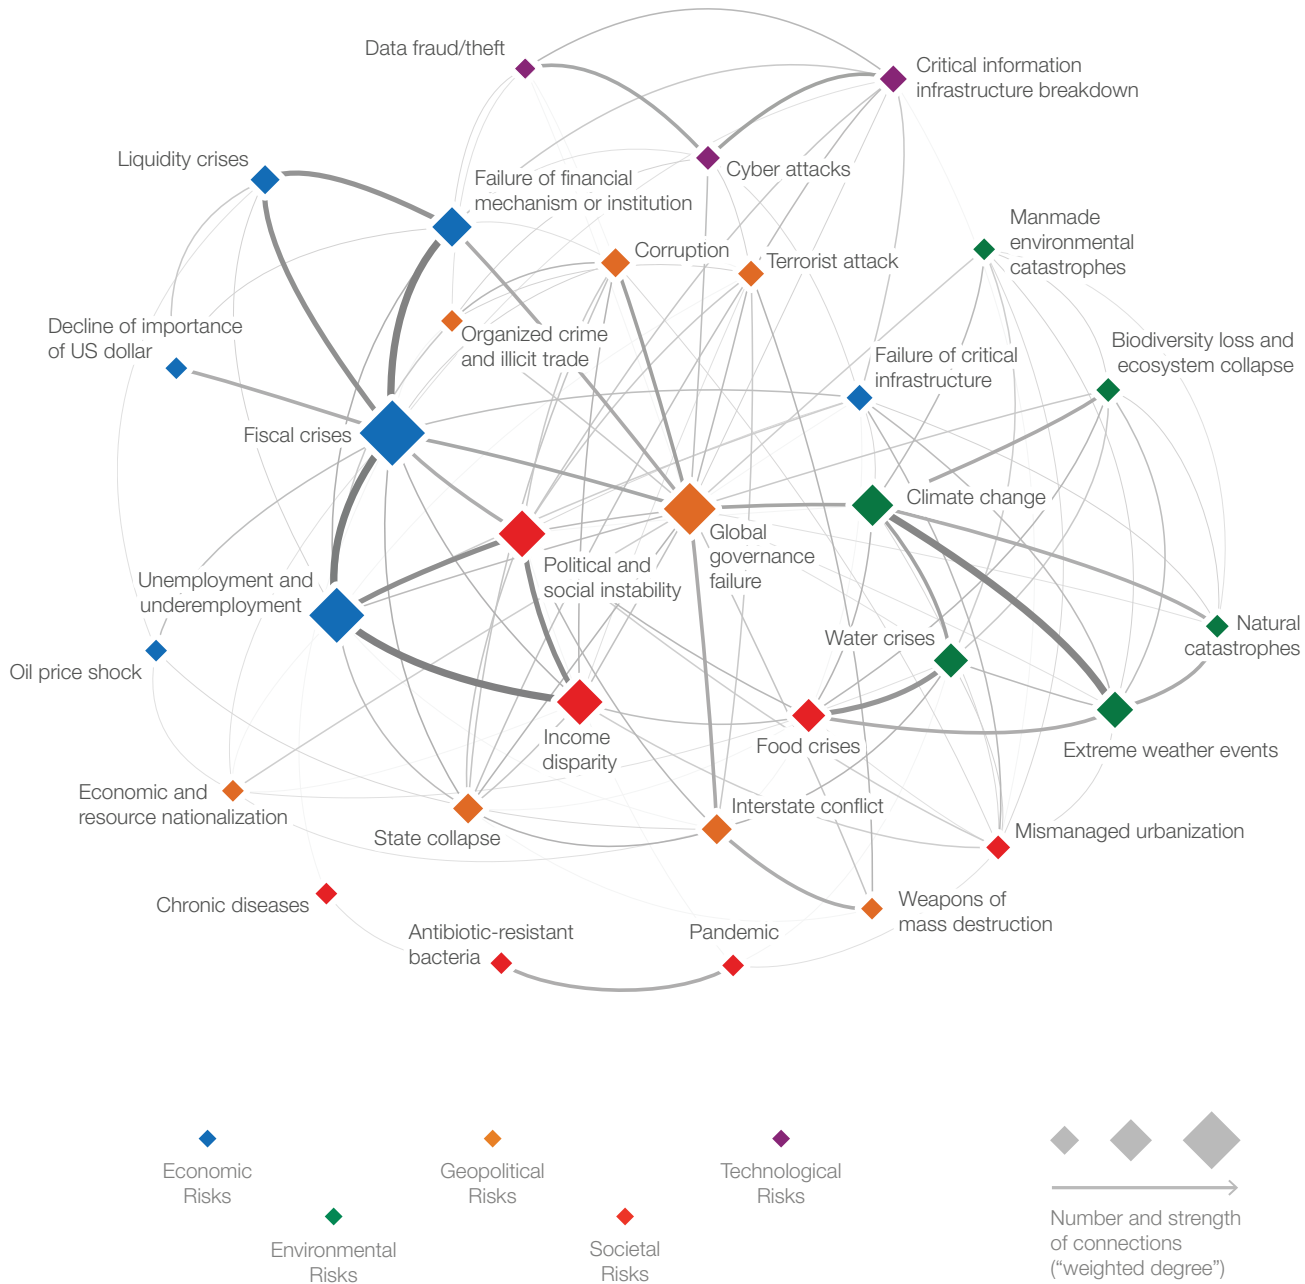 Data fraud/theft
Critical information
infrastructure breakdown
Liquidity crises
Cyber attacks
Failure of financial
mechanism or institution
Manmade
environmental
catastrophes
Corruption
Terrorist attack
Decline of importance
of US dollar
Organized crime
and illicit trade
Failure of critical
infrastructure
Biodiversity loss and
ecosystem collapse
Fiscal crises
Climate change
Global
governance
failure
Political and
social instability
Unemployment and
underemployment
Water crises
Natural
catastrophes
Oil price shock
Income
disparity
Food crises
Extreme weather events
Economic and
resource nationalization
State collapse
Interstate conflict
Mismanaged urbanization
Chronic diseases
Weapons of
mass destruction
Antibiotic-resistant
bacteria
Pandemic
Economic
Risks
Geopolitical
Risks
Technological
Risks
Environmental
Risks
Societal
Risks
Number and strength
of connections
(“weighted degree”)